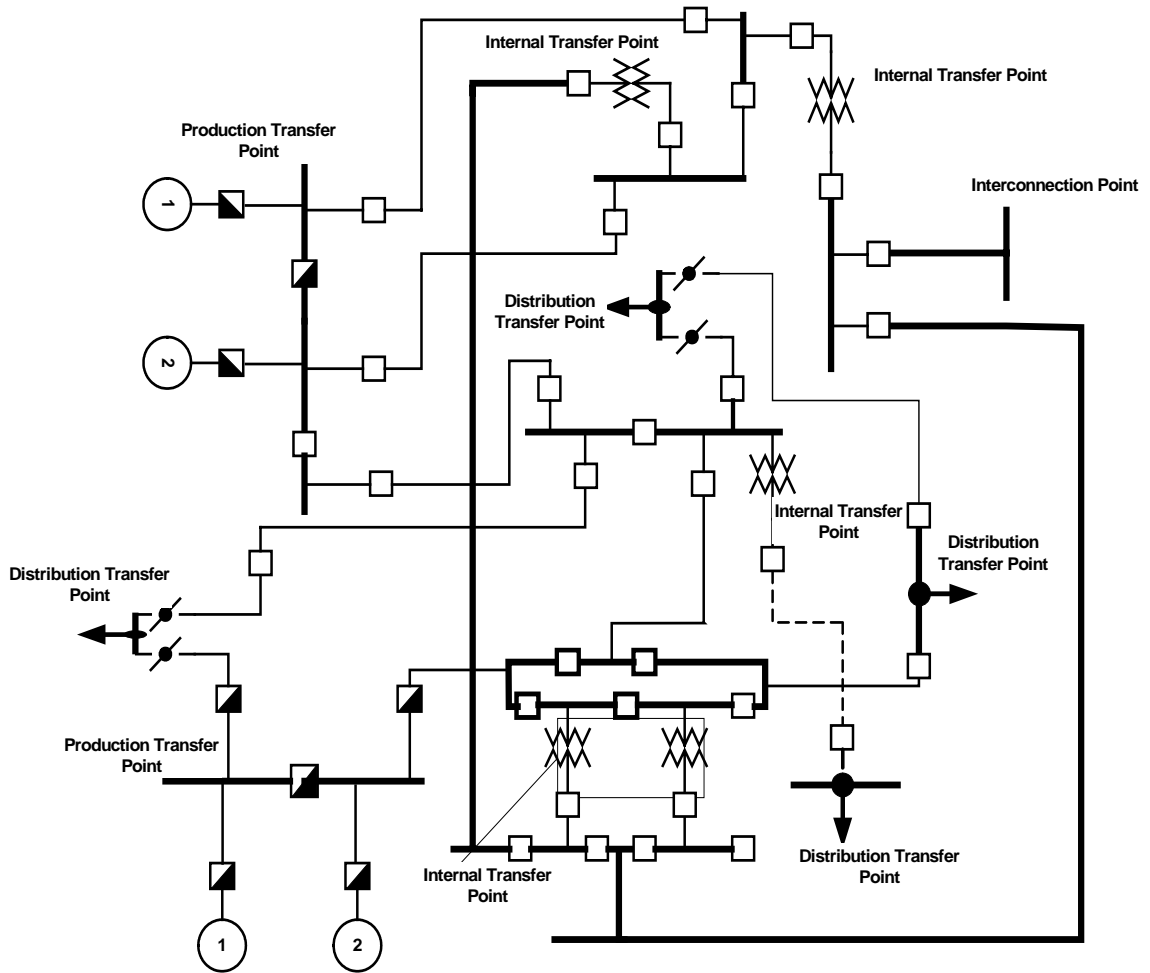 Internal Transfer Point
Internal Transfer Point
Production Transfer
Point
Interconnection Point
1
Distribution
Transfer Point
2
Internal Transfer
Point
Distribution
Transfer Point
Distribution Transfer
Point
Production Transfer
Point
Distribution Transfer
Point
Internal Transfer
Point
1
2